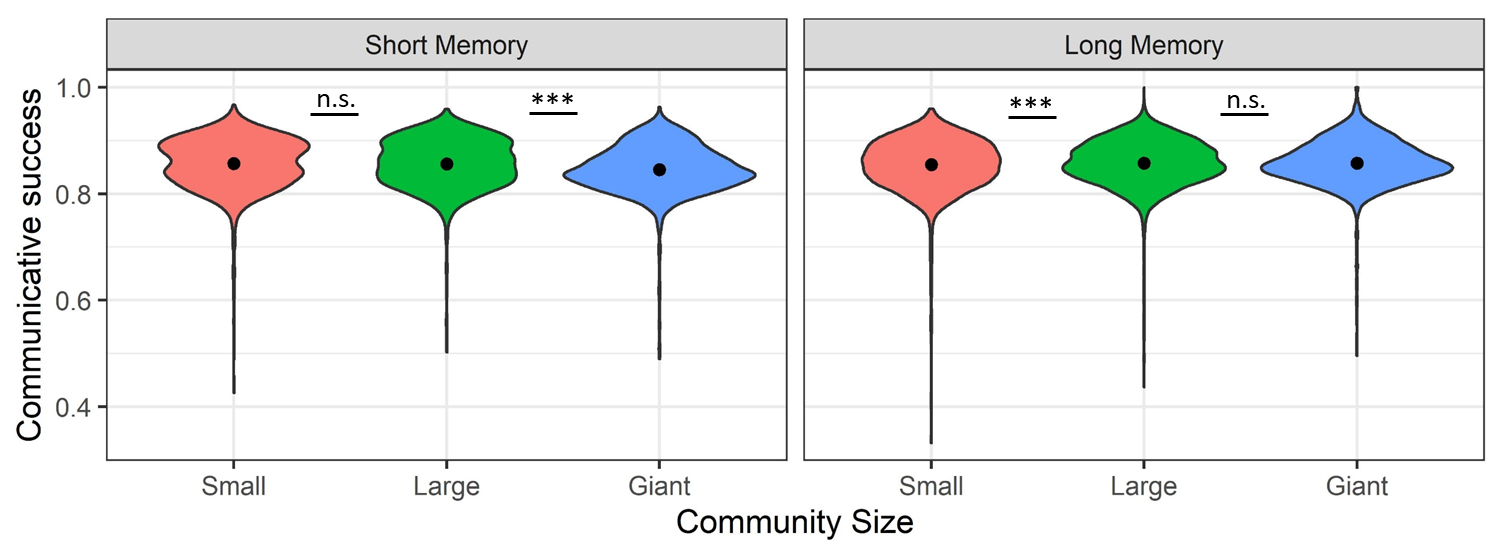 Short Memory
Long Memory
Communicative success
1.0
0.8
0.6
0.4
n.s.
***
***
n.s.
Small
Large
Giant
Small
Large
Giant
Community Size